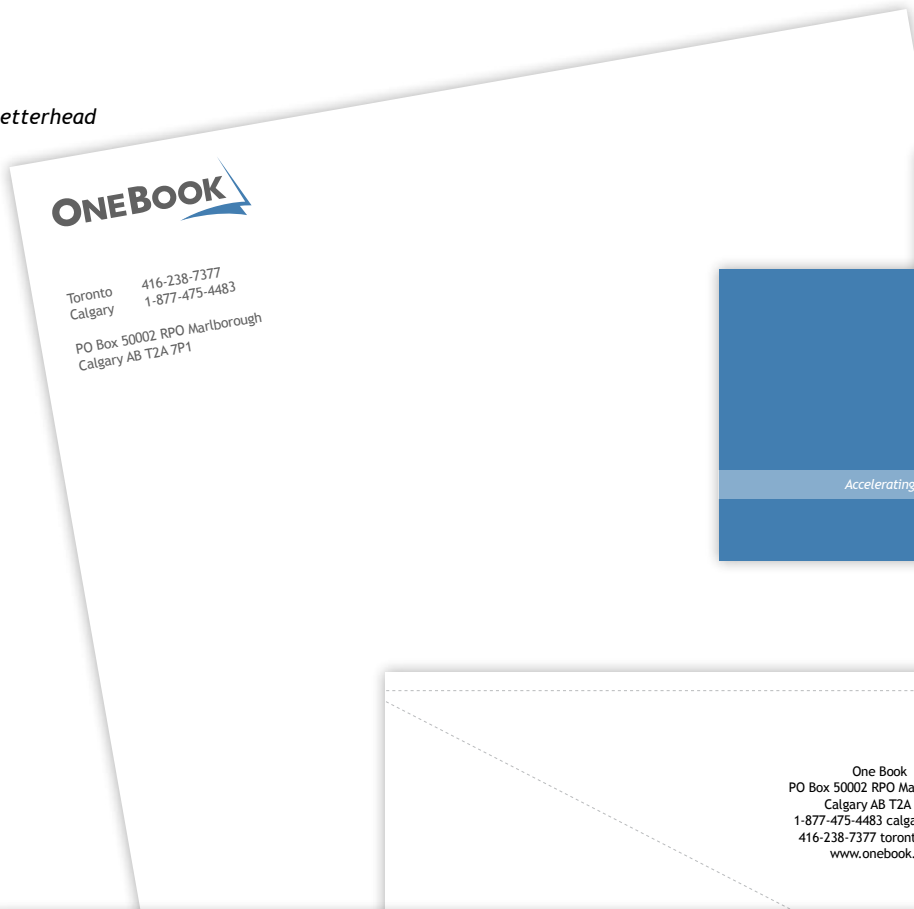 etterhead
ONEBOOK
Toronto 416-238-7377
Calgary 1-877-475-4483
PO Box 50002 RPO Marlborough
Calgary AB T2A 7P1
Accelerating
One Book
PO Box 50002 RPO Ma
Calgary AB T2A
1-877-475-4483 calga
416-238-7377 toront
www.onebook.